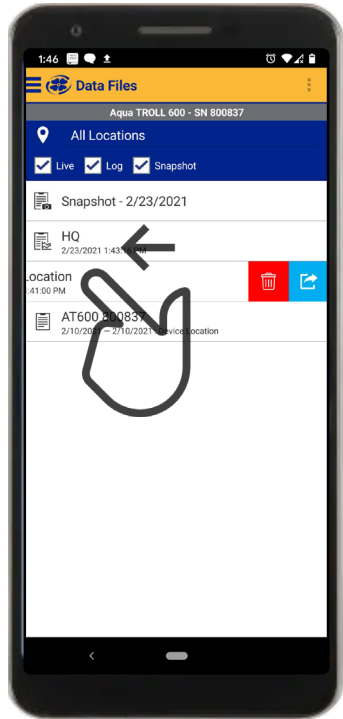 1:46
Data Files
Aqua TROLL 600 - SN 800837
All Locations
Live Log Snapshot
Snapshot - 2/23/2021
HQ
2/23/2021 1:43:16 PM
Location
:41:00 PM
AT600 800837
2/10/2021 – 2/10/2021 Device Location